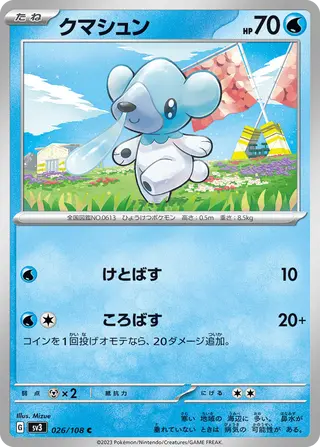 たね クマシュン HP70
全国図鑑NO.0613 ひょうけつポケモン 高さ:0.5m 重さ:8.5kg
けとばす 10
ころばす 20+
コインを1回投げオモテなら、20ダメージ追加。
弱点 ×2 抵抗力 にげる
Illus. Mizue
寒い地域に すみ いつも 鼻水が
垂れていない ときは 病気の 可能性が ある。
G sv3 026/108 C
©2023 Pokémon/Nintendo/Creatures/GAME FREAK.